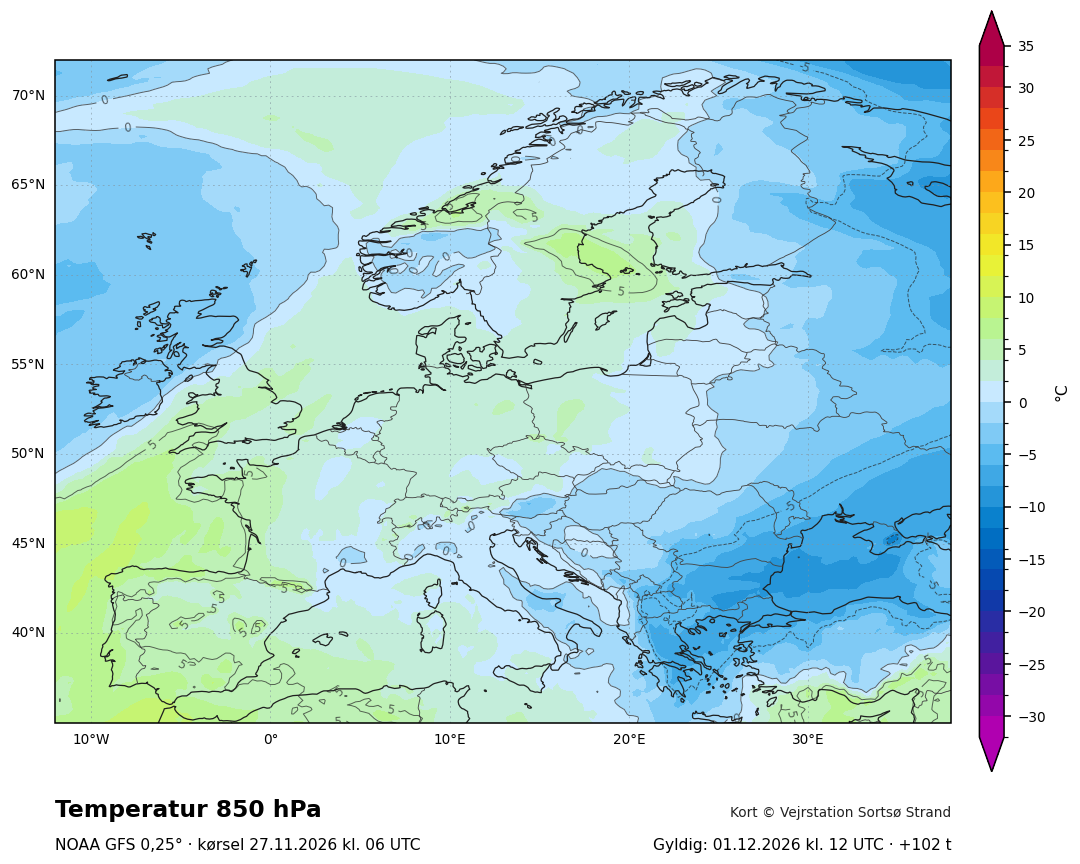 70°N
65°N
60°N
55°N
50°N
45°N
40°N
10°W 0° 10°E 20°E 30°E
35
30
25
20
15
10
5
0
−5
−10
−15
−20
−25
−30
°C
Temperatur 850 hPa
Kort © Vejrstation Sortsø Strand
NOAA GFS 0,25° · kørsel 27.11.2026 kl. 06 UTC
Gyldig: 01.12.2026 kl. 12 UTC · +102 t